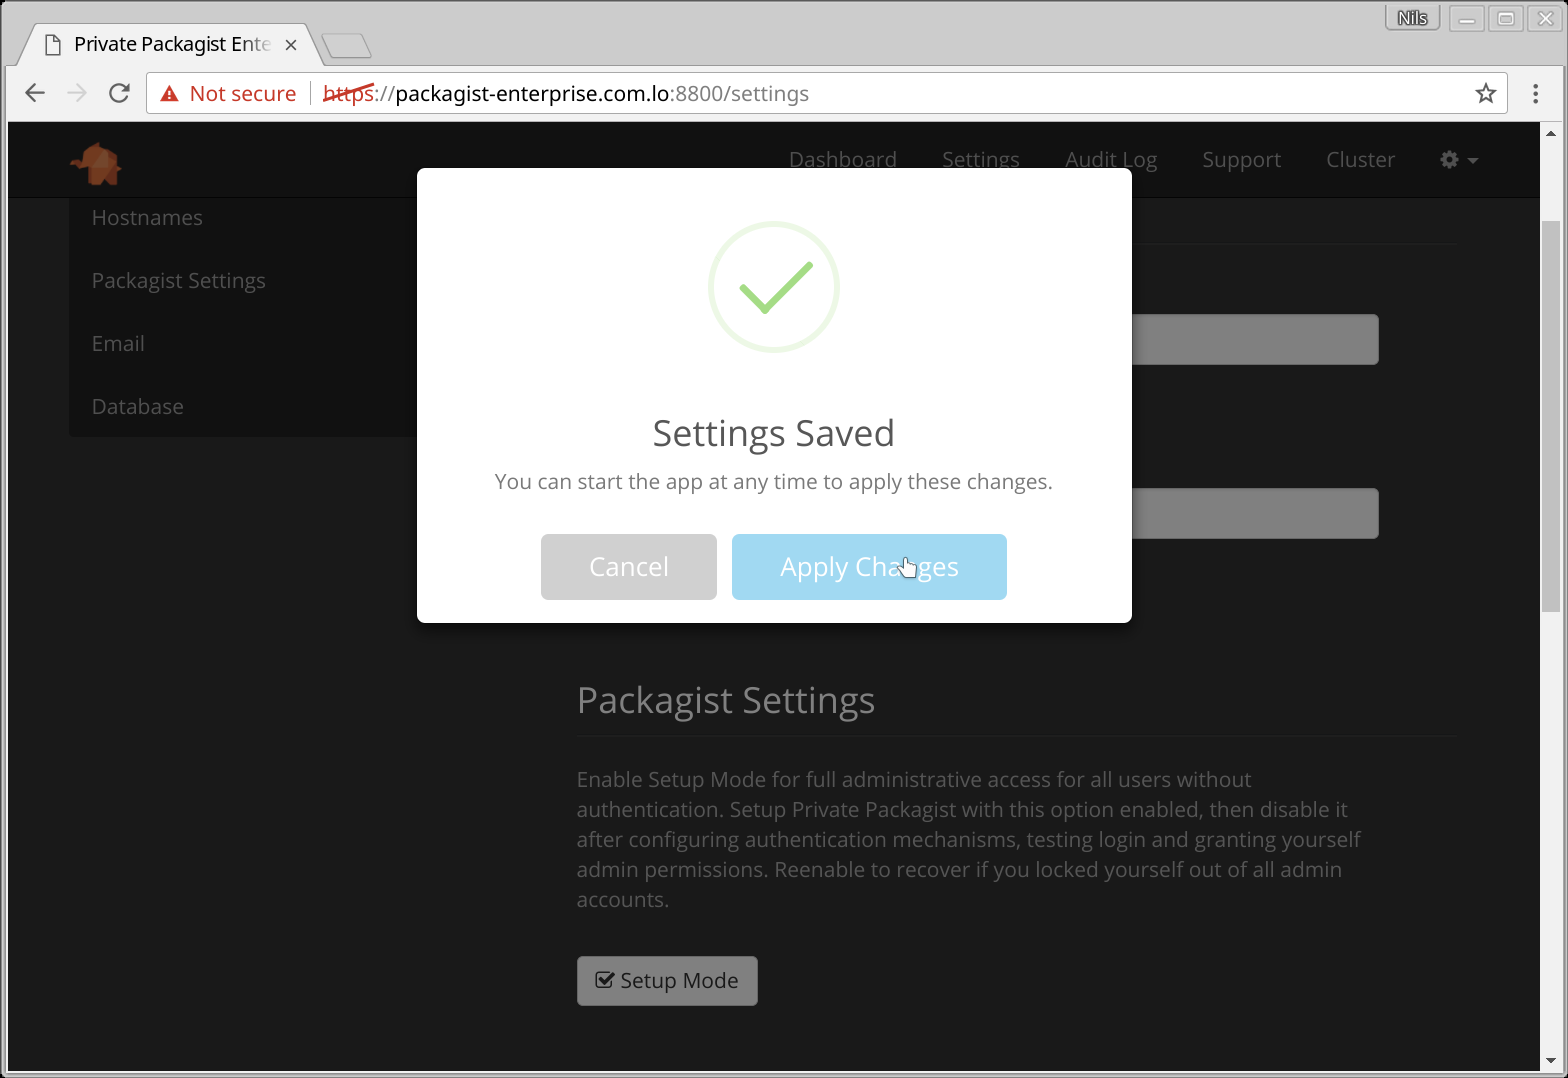 Nils
Private Packagist Ente
Not secure https://packagist-enterprise.com.lo:8800/settings
Dashboard Settings Audit Log Support Cluster
Hostnames
Packagist Settings
Email
Database
Settings Saved
You can start the app at any time to apply these changes.
Cancel Apply Changes
Packagist Settings
Enable Setup Mode for full administrative access for all users without
authentication. Setup Private Packagist with this option enabled, then disable it
after configuring authentication mechanisms, testing login and granting yourself
admin permissions. Reenable to recover if you locked yourself out of all admin
accounts.
Setup Mode